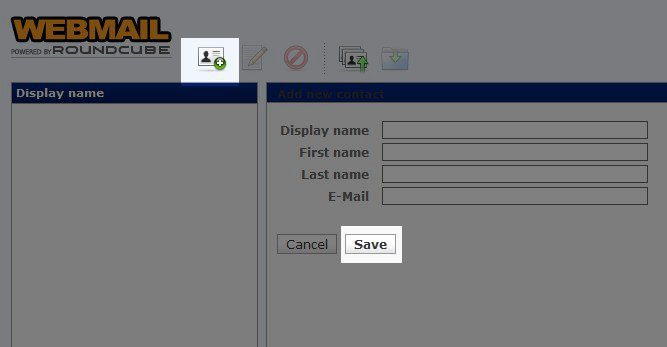 WEBMAIL
POWERED BY ROUNDCUBE
Display name
Add new contact
Display name
First name
Last name
E-Mail
Cancel Save